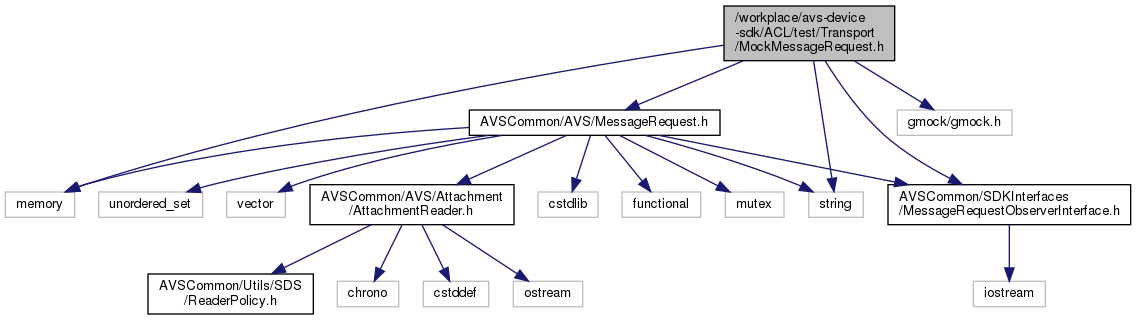 /workplace/avs-device
-sdk/ACL/test/Transport
/MockMessageRequest.h
AVSCommon/AVS/MessageRequest.h
gmock/gmock.h
memory
unordered_set
vector
AVSCommon/AVS/Attachment
/AttachmentReader.h
cstdlib
functional
mutex
string
AVSCommon/SDKInterfaces
/MessageRequestObserverInterface.h
AVSCommon/Utils/SDS
/ReaderPolicy.h
chrono
cstddef
ostream
iostream